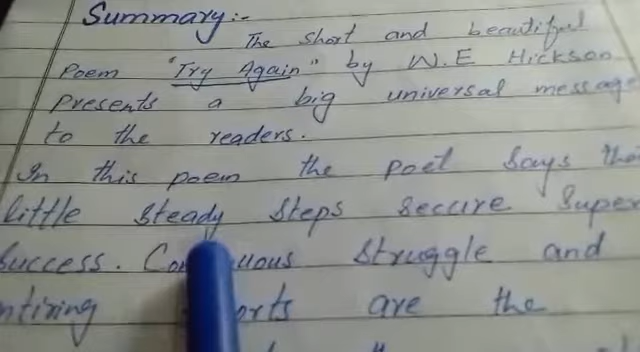 Summary:-
The short and beautiful
Poem "Try Again" by W.E Hickson
Presents a big universal message
to the readers.
In this poem the poet says that
little steady steps secure super
success. struggle and
are the